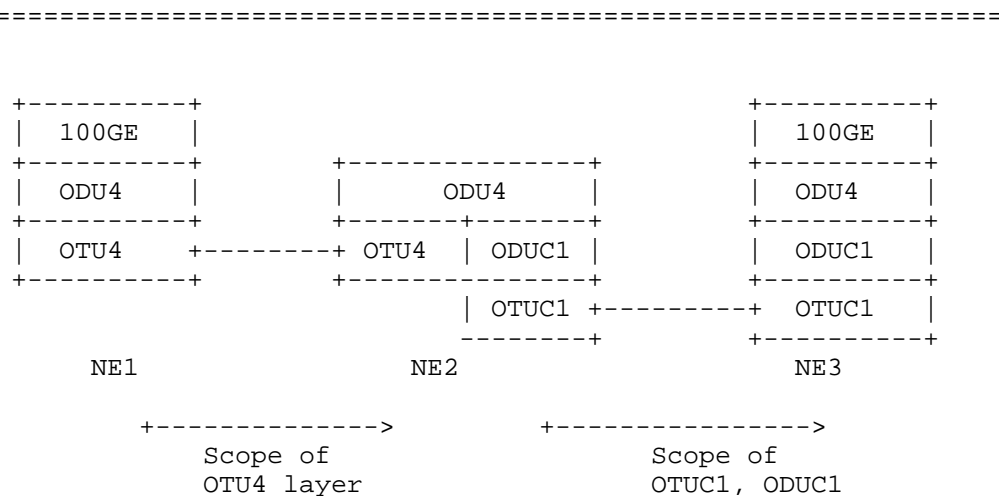 ==============================================================
+----------+                                  +----------+
|  100GE   |                                  |  100GE   |
+----------+        +---------------+         +----------+
|  ODU4    |        |      ODU4     |         |  ODU4    |
+----------+        +-------+-------+         +----------+
|  OTU4    +--------+ OTU4  | ODUC1 |         |  ODUC1   |
+----------+        +---------------+         +----------+
                            | OTUC1 +---------+  OTUC1   |
                            --------+         +----------+
     NE1                 NE2                     NE3
        +-------------->         +---------------->
            Scope of                    Scope of
            OTU4 layer                  OTUC1, ODUC1